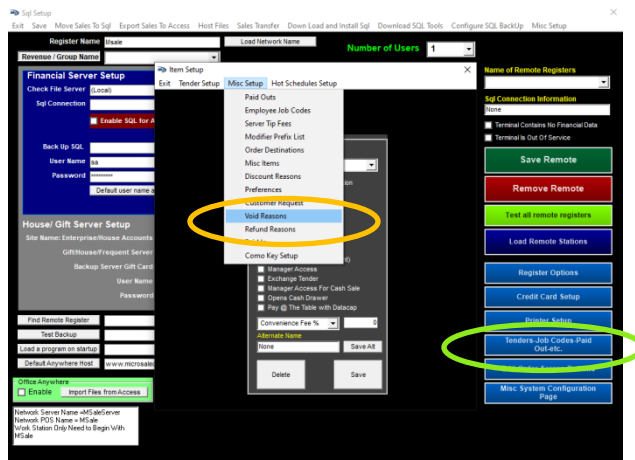 Sql Setup
Exit Save Move Sales To Sql Export Sales To Access Host Files Sales Transfer Down Load and Install Sql Download SQL Tools Configure SQL BackUp Misc Setup
Register Name Msale Load Network Name
Number of Users 1
Revenue / Group Name
Name of Remote Registers
Financial Server Setup
Check File Server (Local)
Sql Connection
Enable SQL for A
Back Up SQL
User Name sa
Password ********
Default user name a
House/ Gift Server Setup
Site Name: Enterprise/House Accounts
Gift/House/Frequent Server
Backup Server Gift Card
User Name
Password
Find Remote Register
Test Backup
Load a program on startup
Default Anywhere Host www.microsale
Office Anywhere
Enable Import Files from Access
Network Server Name =MSaleServer
Network POS Name = MSale
Work Station Only Need to Begin With
MSale
Item Setup
Exit Tender Setup Misc Setup Hot Schedules Setup
Paid Outs
Employee Job Codes
Server Tip Fees
Modifier Prefix List
Order Destinations
Misc Items
Discount Reasons
Preferences
Customer Request
Void Reasons
Refund Reasons
Como Key Setup
Manager Access
Exchange Tender
Manager Access For Cash Sale
Opens Cash Drawer
Pay @ The Table with Datacap
Convenience Fee % 0
Alternate Name
None Save Alt
Delete Save
Sql Connection Information
None
Terminal Contains No Financial Data
Terminal Is Out Of Service
Save Remote
Remove Remote
Test all remote registers
Load Remote Stations
Register Options
Credit Card Setup
Printer Setup
Tenders-Job Codes-Paid
Out-etc.
Misc System Configuration
Page